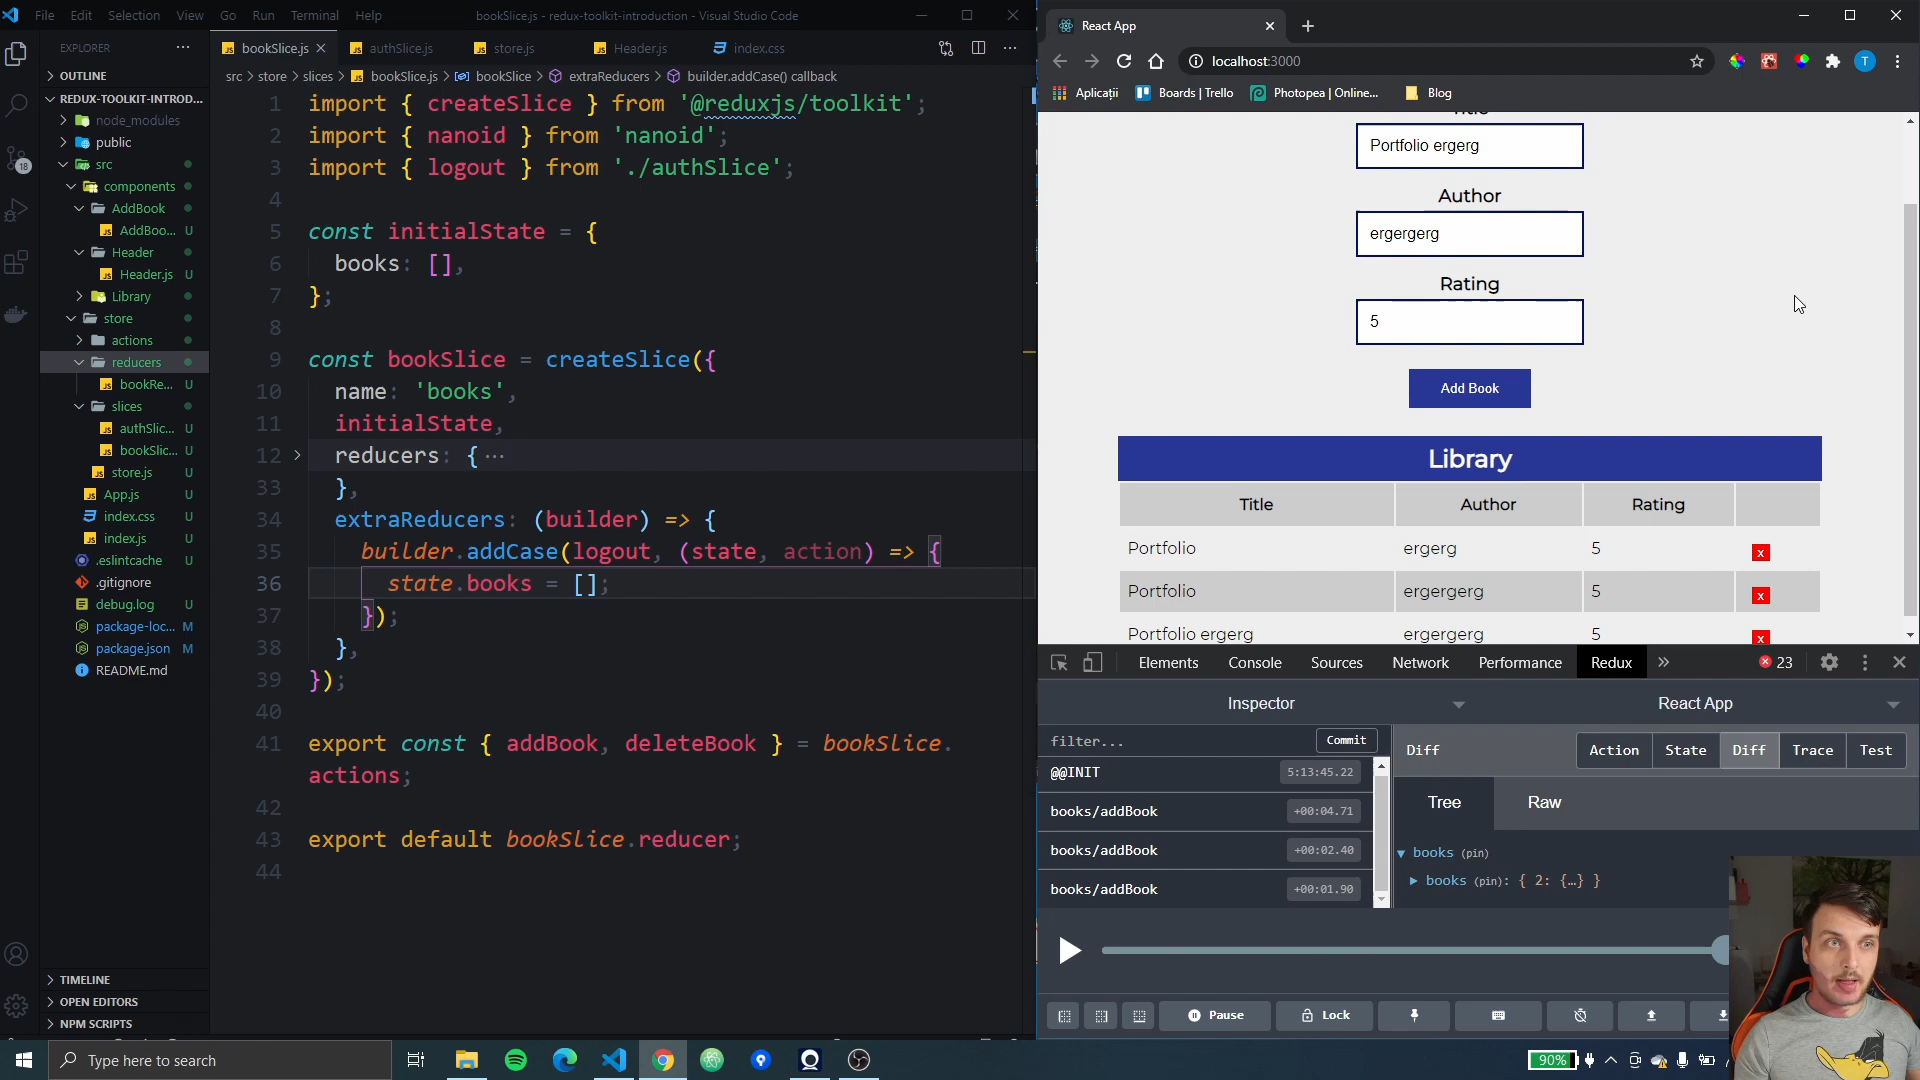 File Edit Selection View Go Run Terminal Help
bookSlice.js - redux-toolkit-introduction - Visual Studio Code
EXPLORER
OUTLINE
REDUX-TOOLKIT-INTROD...
node_modules
public
src
components
AddBook
AddBoo... U
Header
Header.js U
Library
store
actions
reducers
bookRe... U
slices
authSlic... U
bookSlic... U
store.js U
App.js U
index.css U
index.js U
.eslintcache U
.gitignore
debug.log U
package-loc... M
package.json M
README.md
18
TIMELINE
OPEN EDITORS
NPM SCRIPTS
bookSlice.js authSlice.js store.js Header.js index.css
src > store > slices > bookSlice.js > bookSlice > extraReducers > builder.addCase() callback
1 import { createSlice } from '@reduxjs/toolkit';
2 import { nanoid } from 'nanoid';
3 import { logout } from './authSlice';
4
5 const initialState = {
6 books: [],
7 };
8
9 const bookSlice = createSlice({
10 name: 'books',
11 initialState,
12 reducers: { ...
33 },
34 extraReducers: (builder) => {
35 builder.addCase(logout, (state, action) => {
36 state.books = [];
37 });
38 },
39 });
40
41 export const { addBook, deleteBook } = bookSlice.
actions;
42
43 export default bookSlice.reducer;
44
React App
localhost:3000
T
Aplicații Boards | Trello Photopea | Online... Blog
Portfolio ergerg
Author
ergergerg
Rating
5
Add Book
Library
Title Author Rating
Portfolio ergerg 5 x
Portfolio ergergerg 5 x
Portfolio ergerg ergergerg 5 x
Elements Console Sources Network Performance Redux » 23
Inspector React App
filter... Commit
@@INIT 5:13:45.22
books/addBook +00:04.71
books/addBook +00:02.40
books/addBook +00:01.90
Diff Action State Diff Trace Test
Tree Raw
books (pin)
books (pin): { 2: {…} }
Pause Lock
Type here to search
90%